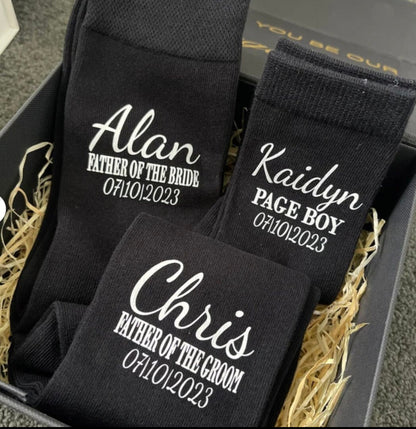 YOU BE OUR
Alan
FATHER OF THE BRIDE
07|10|2023
Kaidyn
PAGE BOY
07|10|2023
Chris
FATHER OF THE GROOM
07|10|2023